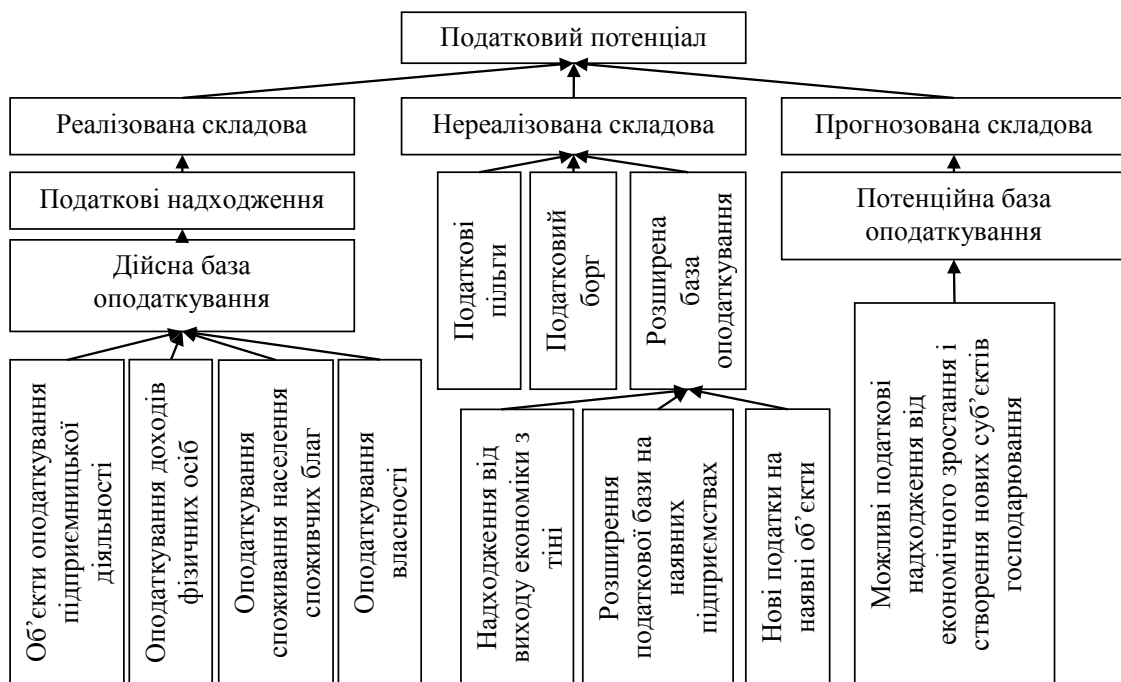 Податковий потенціал
Реалізована складова
Нереалізована складова
Прогнозована складова
Податкові надходження
Податкові
пільги
Податковий
борг
Розширена
база
оподаткування
Потенційна база
оподаткування
Дійсна база
оподаткування
Об’єкти оподаткування
підприємницької
діяльності
Оподаткування доходів
фізичних осіб
Оподаткування
споживання населення
споживчих благ
Оподаткування
власності
Надходження від
виходу економіки з
тіні
Розширення
податкової бази на
наявних
підприємствах
Нові податки на
наявні об’єкти
Можливі податкові
надходження від
економічного зростання і
створення нових суб’єктів
господарювання